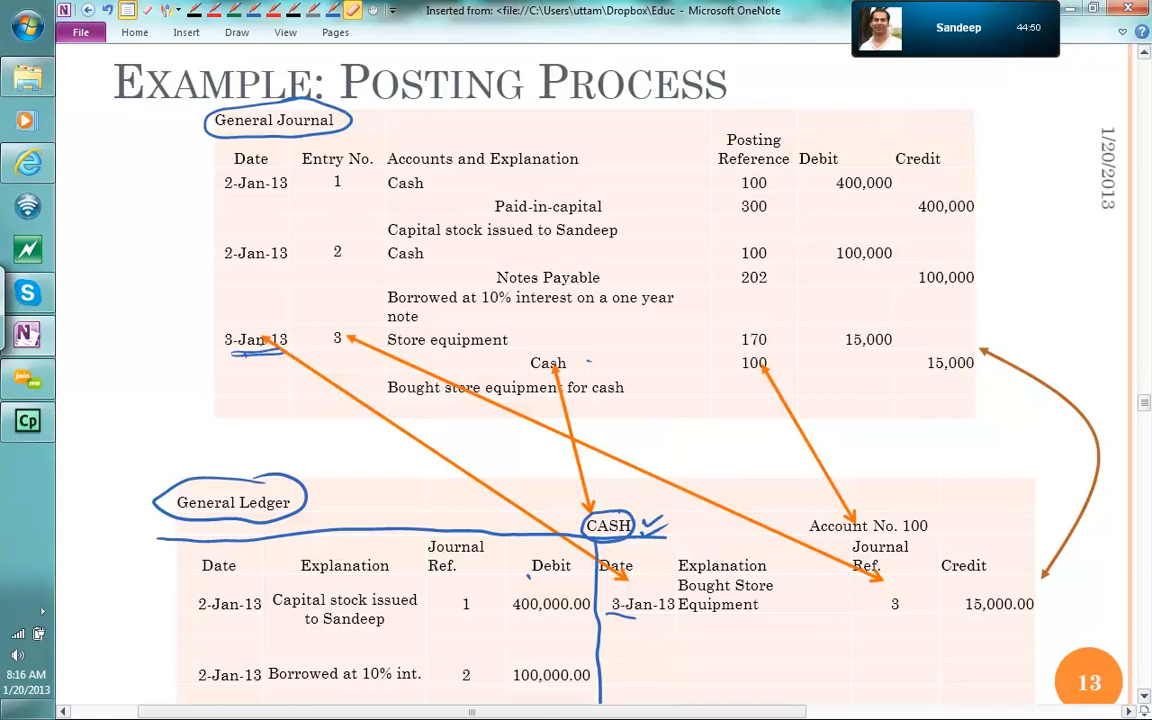 Inserted from: <file://C:\Users\uttam\Dropbox\Educ - Microsoft OneNote
Sandeep 44:50
File Home Insert Draw View Pages
EXAMPLE: POSTING PROCESS
1/20/2013
General Journal
Date Entry No. Accounts and Explanation Posting Reference Debit Credit
2-Jan-13 1 Cash 100 400,000
Paid-in-capital 300 400,000
Capital stock issued to Sandeep
2-Jan-13 2 Cash 100 100,000
Notes Payable 202 100,000
Borrowed at 10% interest on a one year
note
3-Jan-13 3 Store equipment 170 15,000
Cash 100 15,000
Bought store equipment for cash
General Ledger
CASH Account No. 100
Date Explanation Journal Ref. Debit Date Explanation Journal Ref. Credit
2-Jan-13 Capital stock issued to Sandeep 1 400,000.00 3-Jan-13 Bought Store Equipment 3 15,000.00
2-Jan-13 Borrowed at 10% int. 2 100,000.00
13
join me
Cp
8:16 AM
1/20/2013